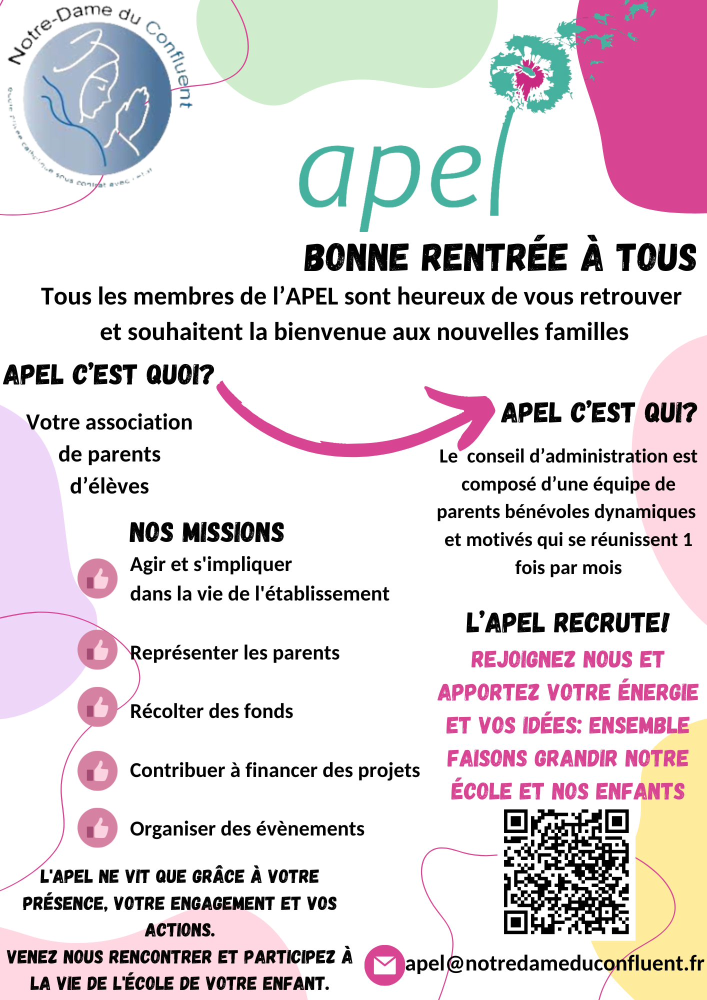 Notre-Dame du Confluent
école privée catholique sous contrat avec l'état
apel
BONNE RENTRÉE À TOUS
Tous les membres de l’APEL sont heureux de vous retrouver
et souhaitent la bienvenue aux nouvelles familles
APEL C’EST QUOI?
Votre association
de parents
d’élèves
APEL C’EST QUI?
Le  conseil d’administration est
composé d’une équipe de
parents bénévoles dynamiques
et motivés qui se réunissent 1
fois par mois
NOS MISSIONS
Agir et s'impliquer
dans la vie de l'établissement
Représenter les parents
Récolter des fonds
Contribuer à financer des projets
Organiser des évènements
L’APEL RECRUTE!
REJOIGNEZ NOUS ET
APPORTEZ VOTRE ÉNERGIE
ET VOS IDÉES: ENSEMBLE
FAISONS GRANDIR NOTRE
ÉCOLE ET NOS ENFANTS
L'APEL NE VIT QUE GRÂCE À VOTRE
PRÉSENCE, VOTRE ENGAGEMENT ET VOS
ACTIONS.
VENEZ NOUS RENCONTRER ET PARTICIPEZ À
LA VIE DE L'ÉCOLE DE VOTRE ENFANT.
apel@notredameduconfluent.fr